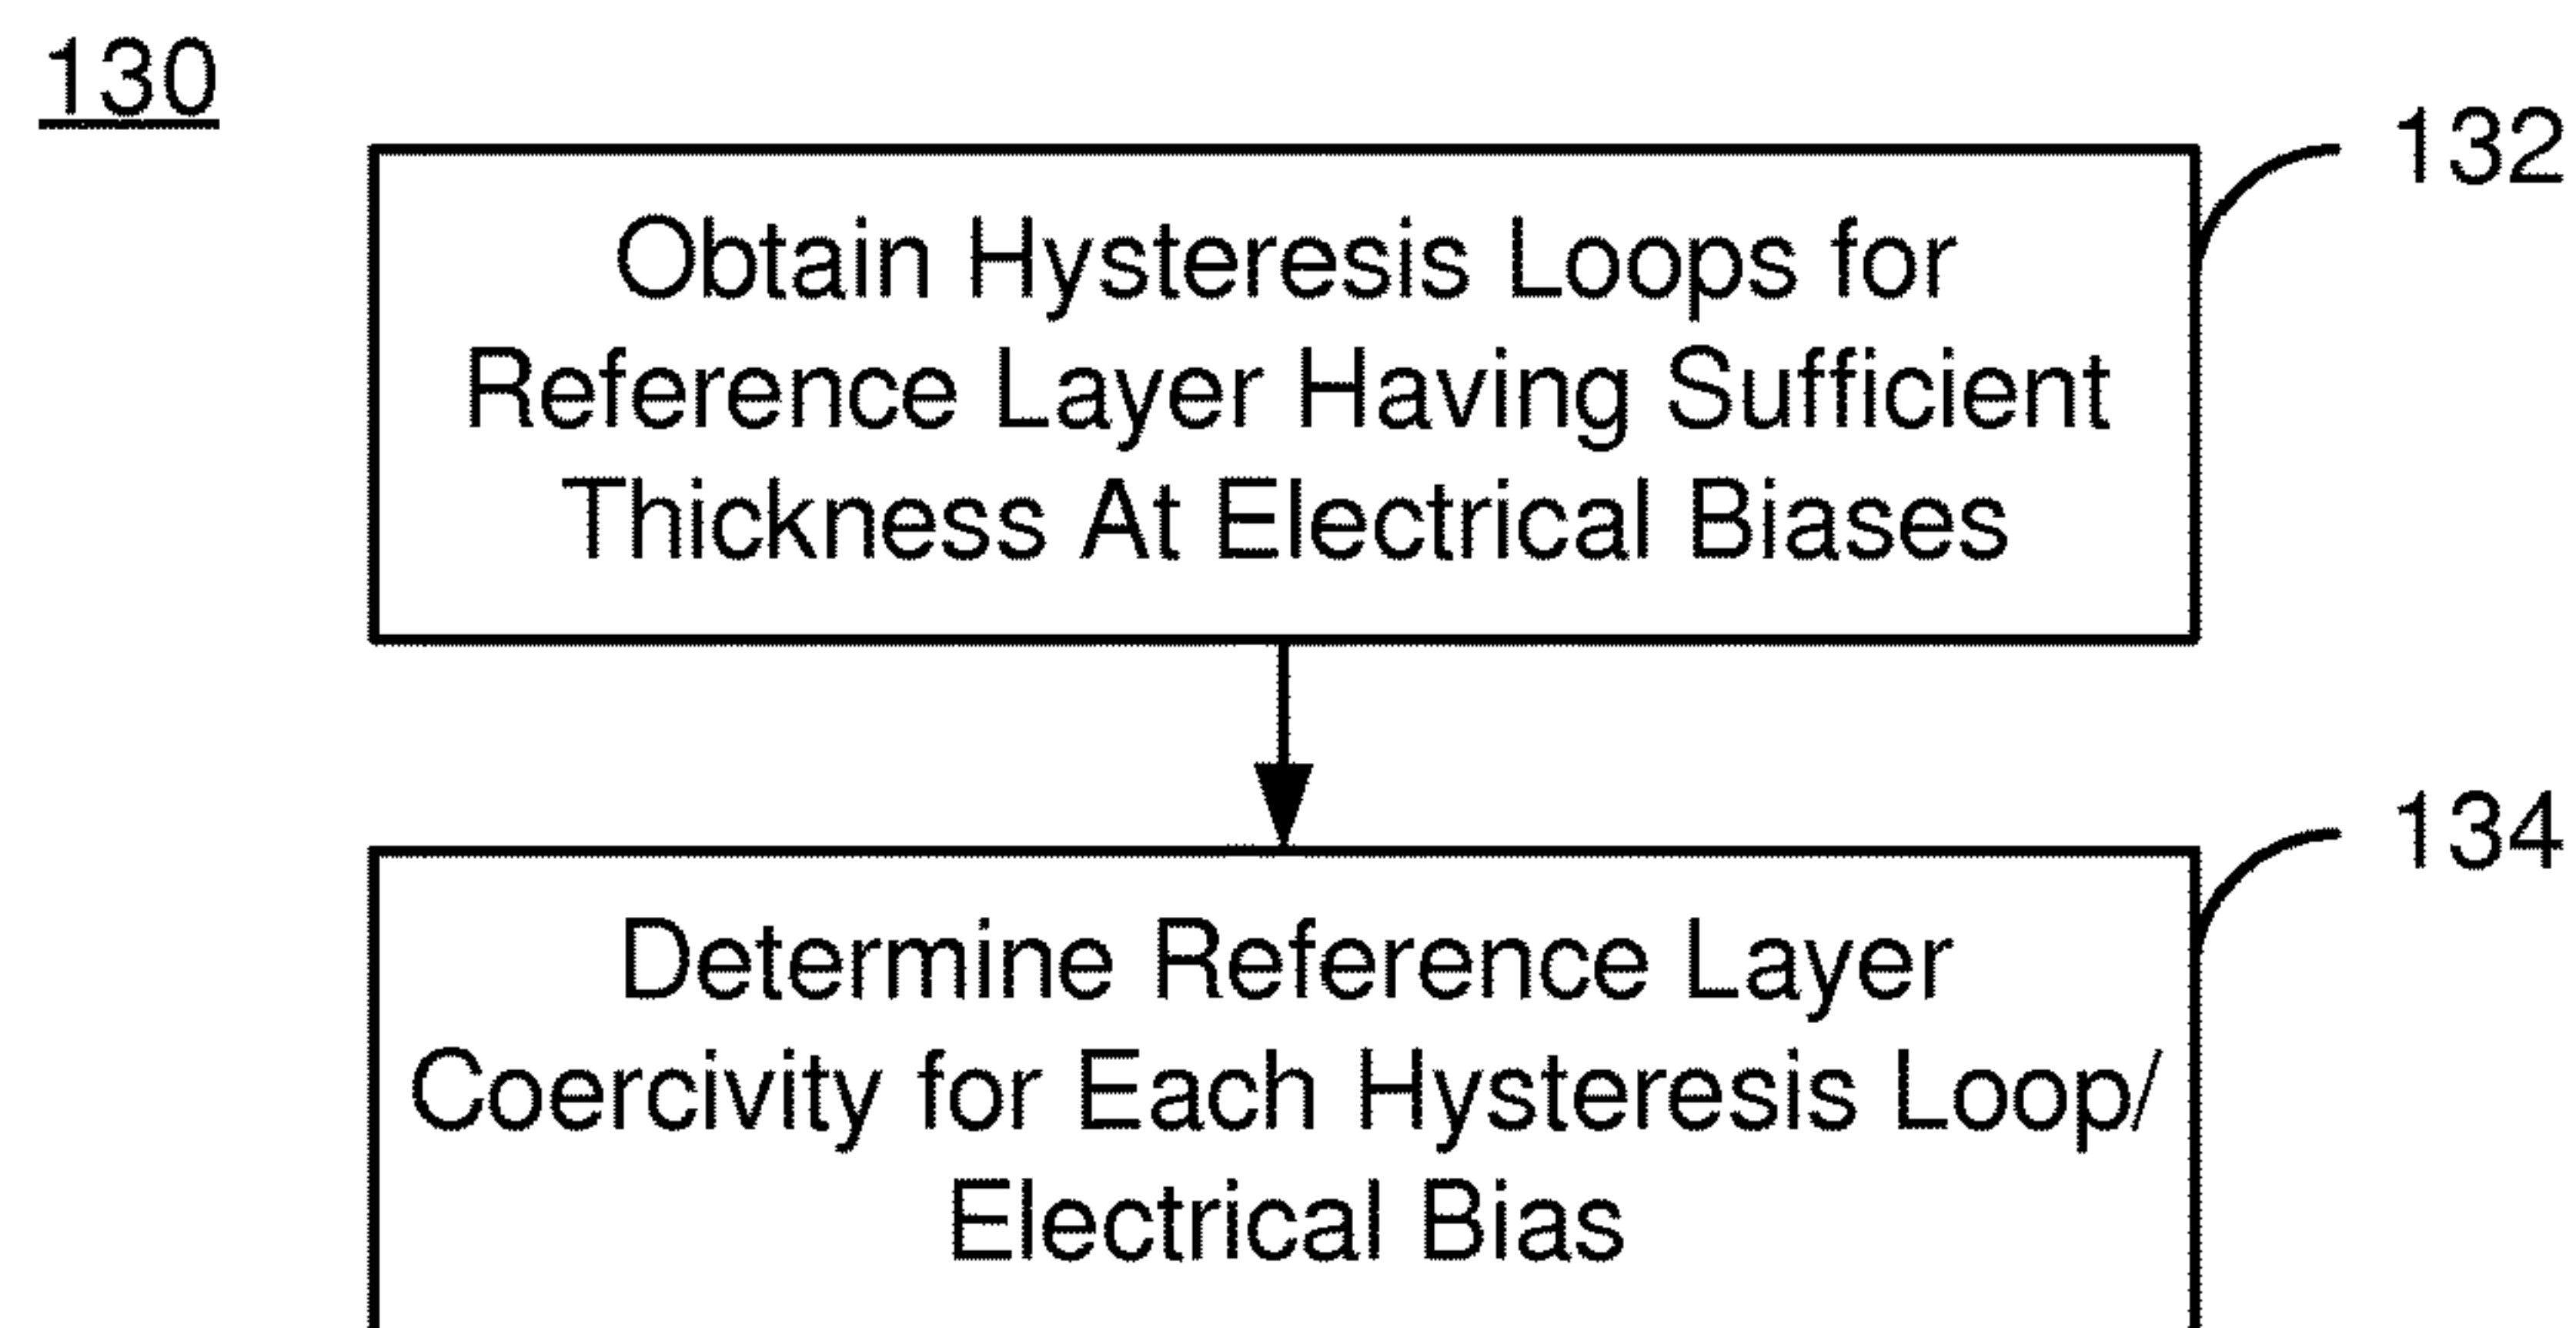 130
132
Obtain Hysteresis Loops for
Reference Layer Having Sufficient
Thickness At Electrical Biases
134
Determine Reference Layer
Coercivity for Each Hysteresis Loop/
Electrical Bias